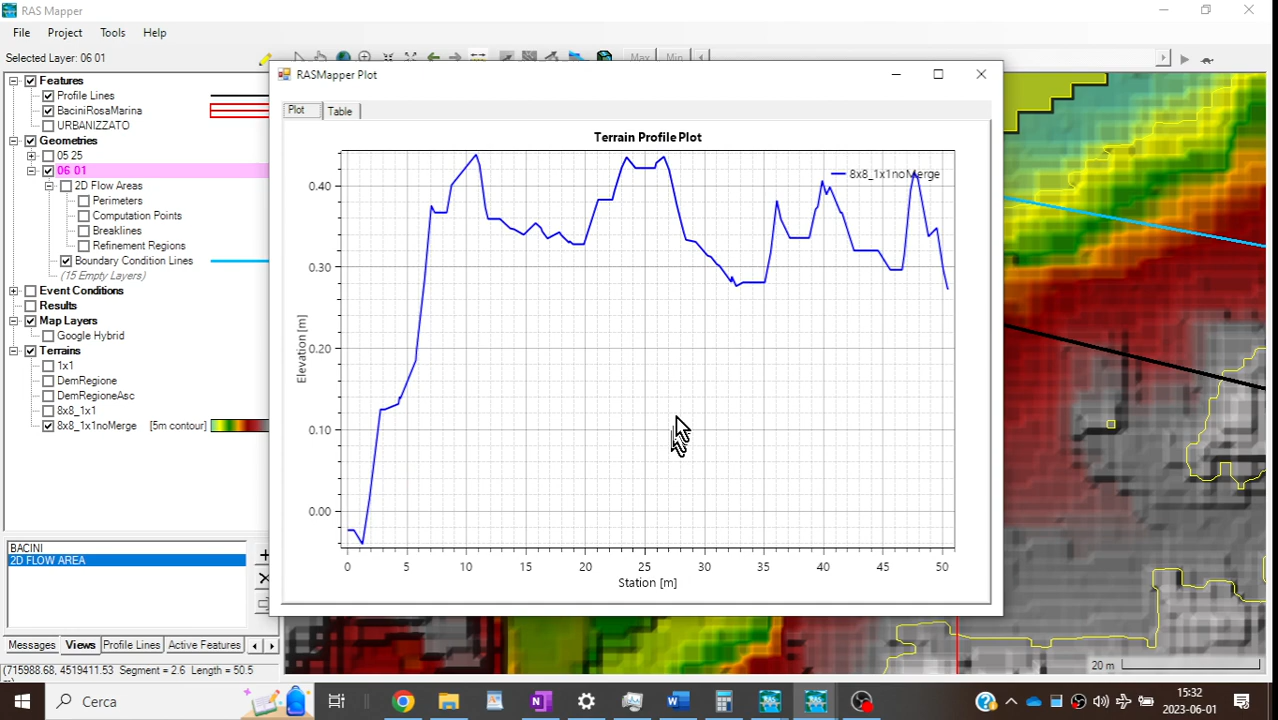 RAS Mapper
File Project Tools Help
Selected Layer: 06 01
Max Min
Features
Profile Lines
BaciniRosaMarina
URBANIZZATO
Geometries
05 25
06 01
2D Flow Areas
Perimeters
Computation Points
Breaklines
Refinement Regions
Boundary Condition Lines
(15 Empty Layers)
Event Conditions
Results
Map Layers
Google Hybrid
Terrains
1x1
DemRegione
DemRegioneAsc
8x8_1x1
8x8_1x1noMerge [5m contour]
BACINI
2D FLOW AREA
Messages Views Profile Lines Active Features
(715988.68, 4519411.53 Segment = 2.6 Length = 50.5
RASMapper Plot
Plot Table
Terrain Profile Plot
8x8_1x1noMerge
Elevation [m]
0.40
0.30
0.20
0.10
0.00
0 5 10 15 20 25 30 35 40 45 50
Station [m]
20 m
Cerca
15:32
2023-06-01